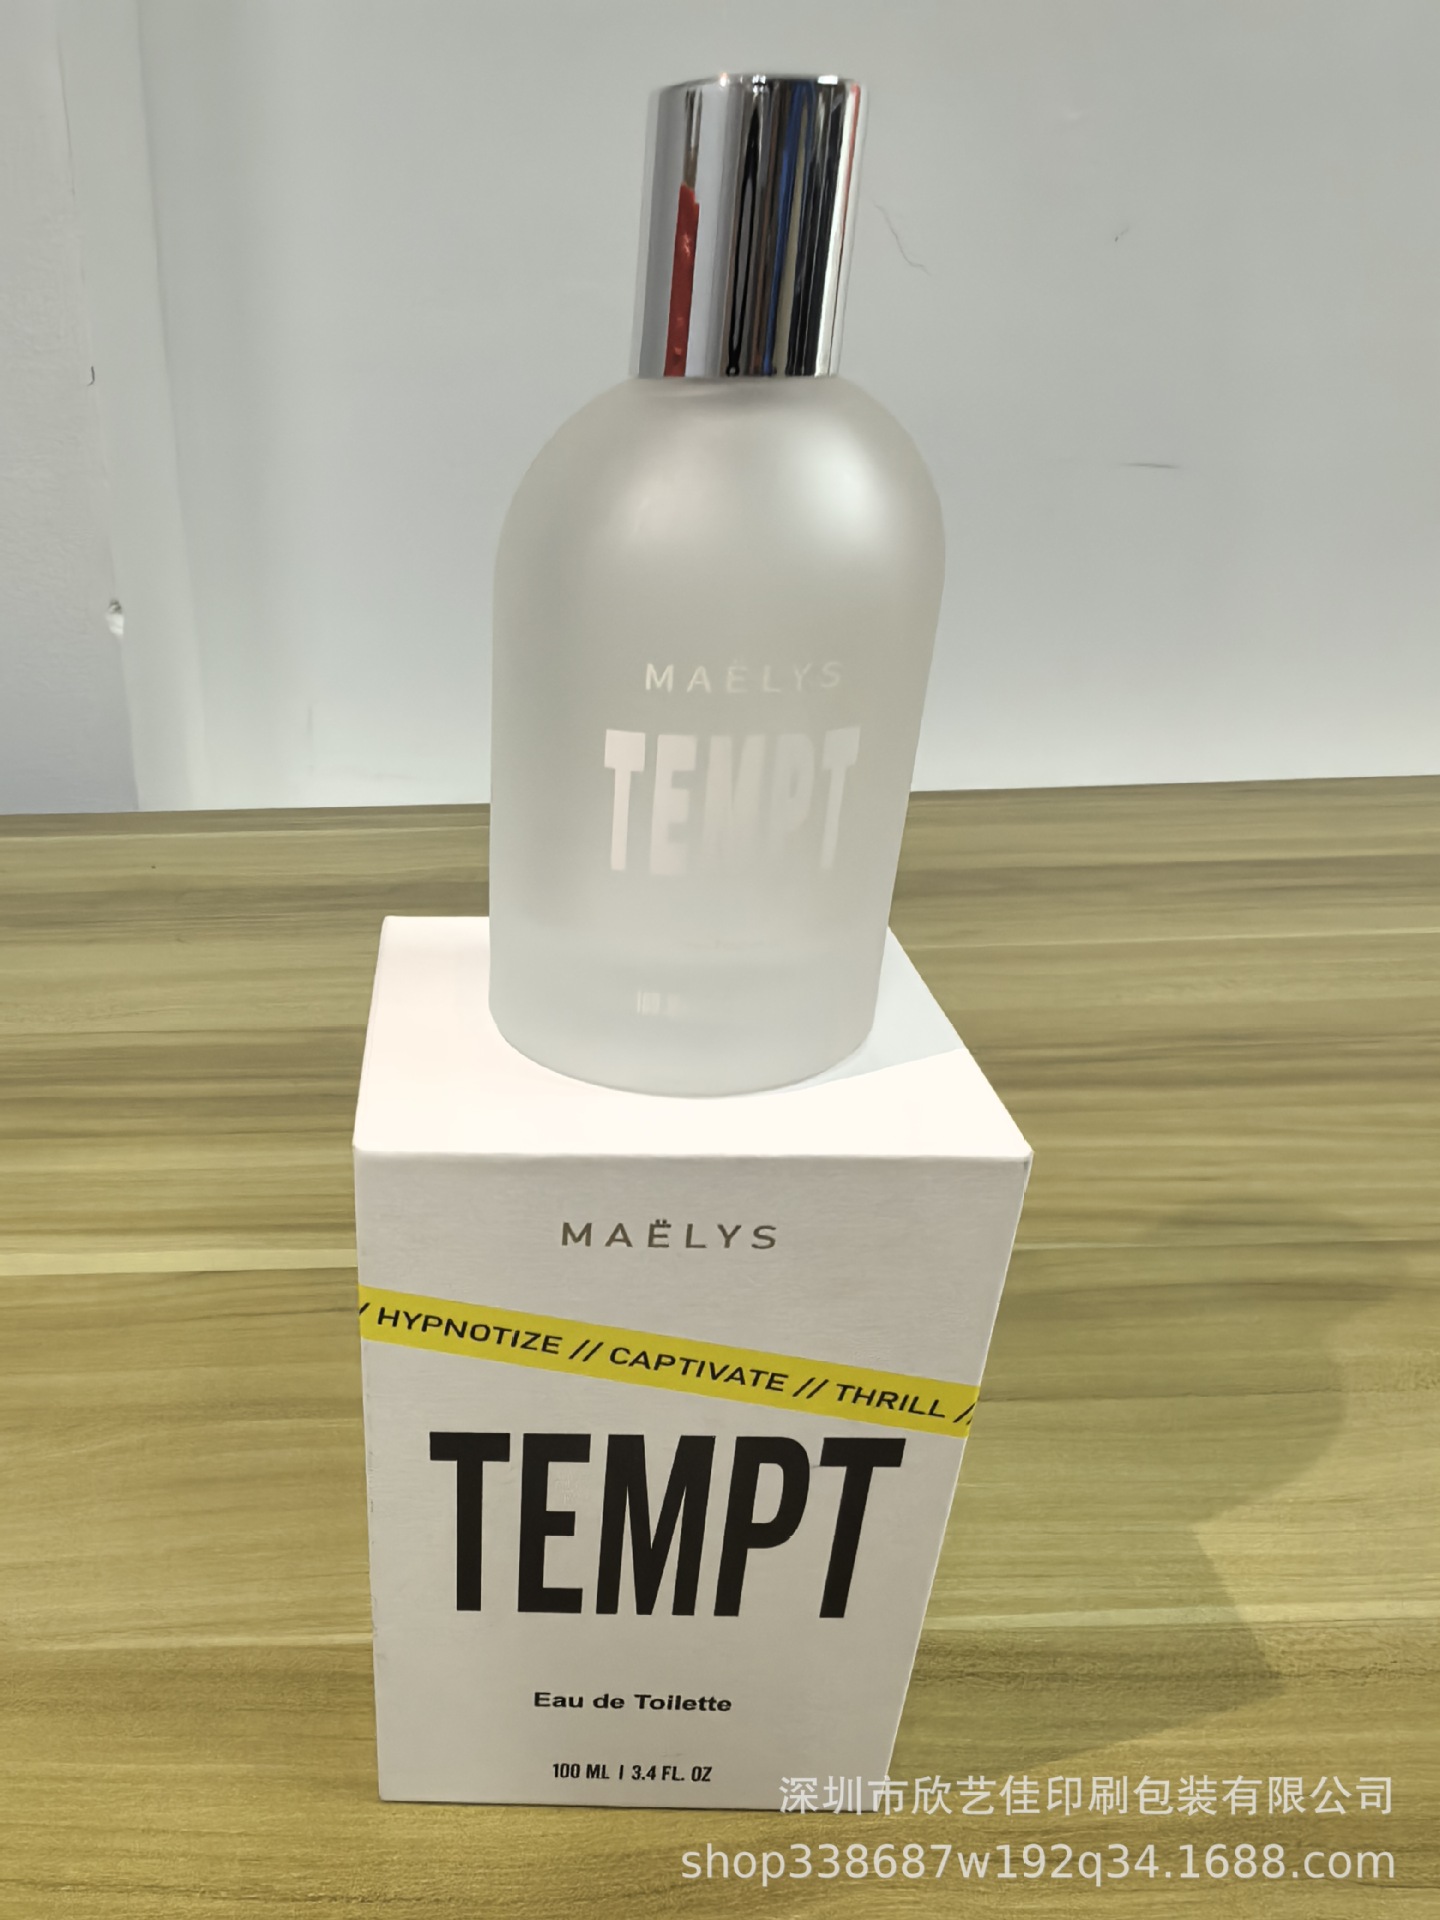 MAËLYS
TEMPT
100
MAËLYS
/ HYPNOTIZE // CAPTIVATE // THRILL //
TEMPT
Eau de Toilette
100 ML | 3.4 FL. OZ
深圳市欣艺佳印刷包装有限公司
shop338687w192q34.1688.com